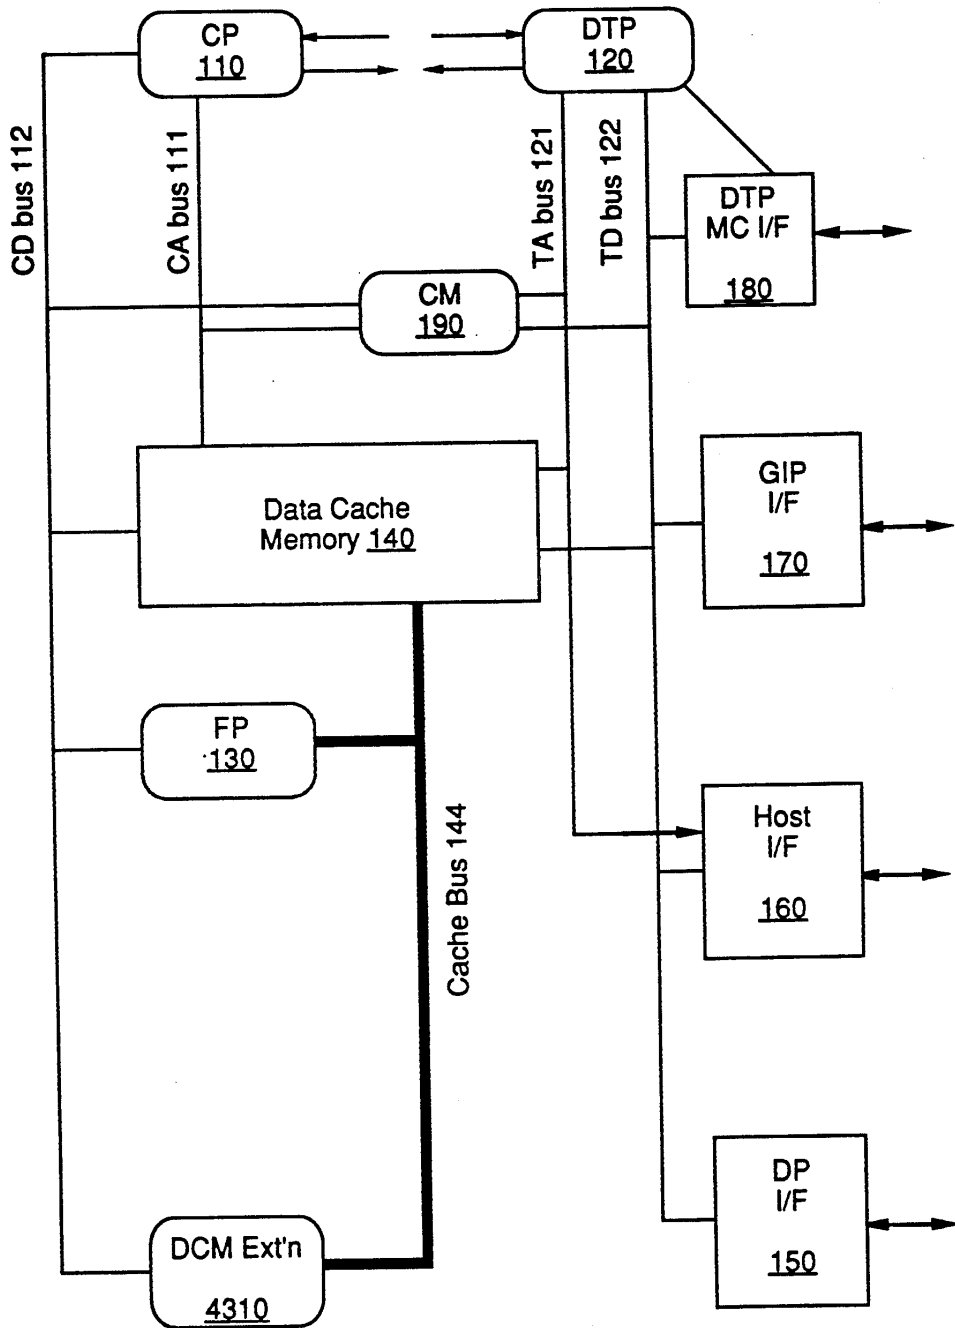 CP
110
DTP
120
CD bus 112
CA bus 111
TA bus 121
TD bus 122
DTP
MC I/F
180
CM
190
Data Cache
Memory 140
GIP
I/F
170
FP
130
Cache Bus 144
Host
I/F
160
DP
I/F
150
DCM Ext'n
4310